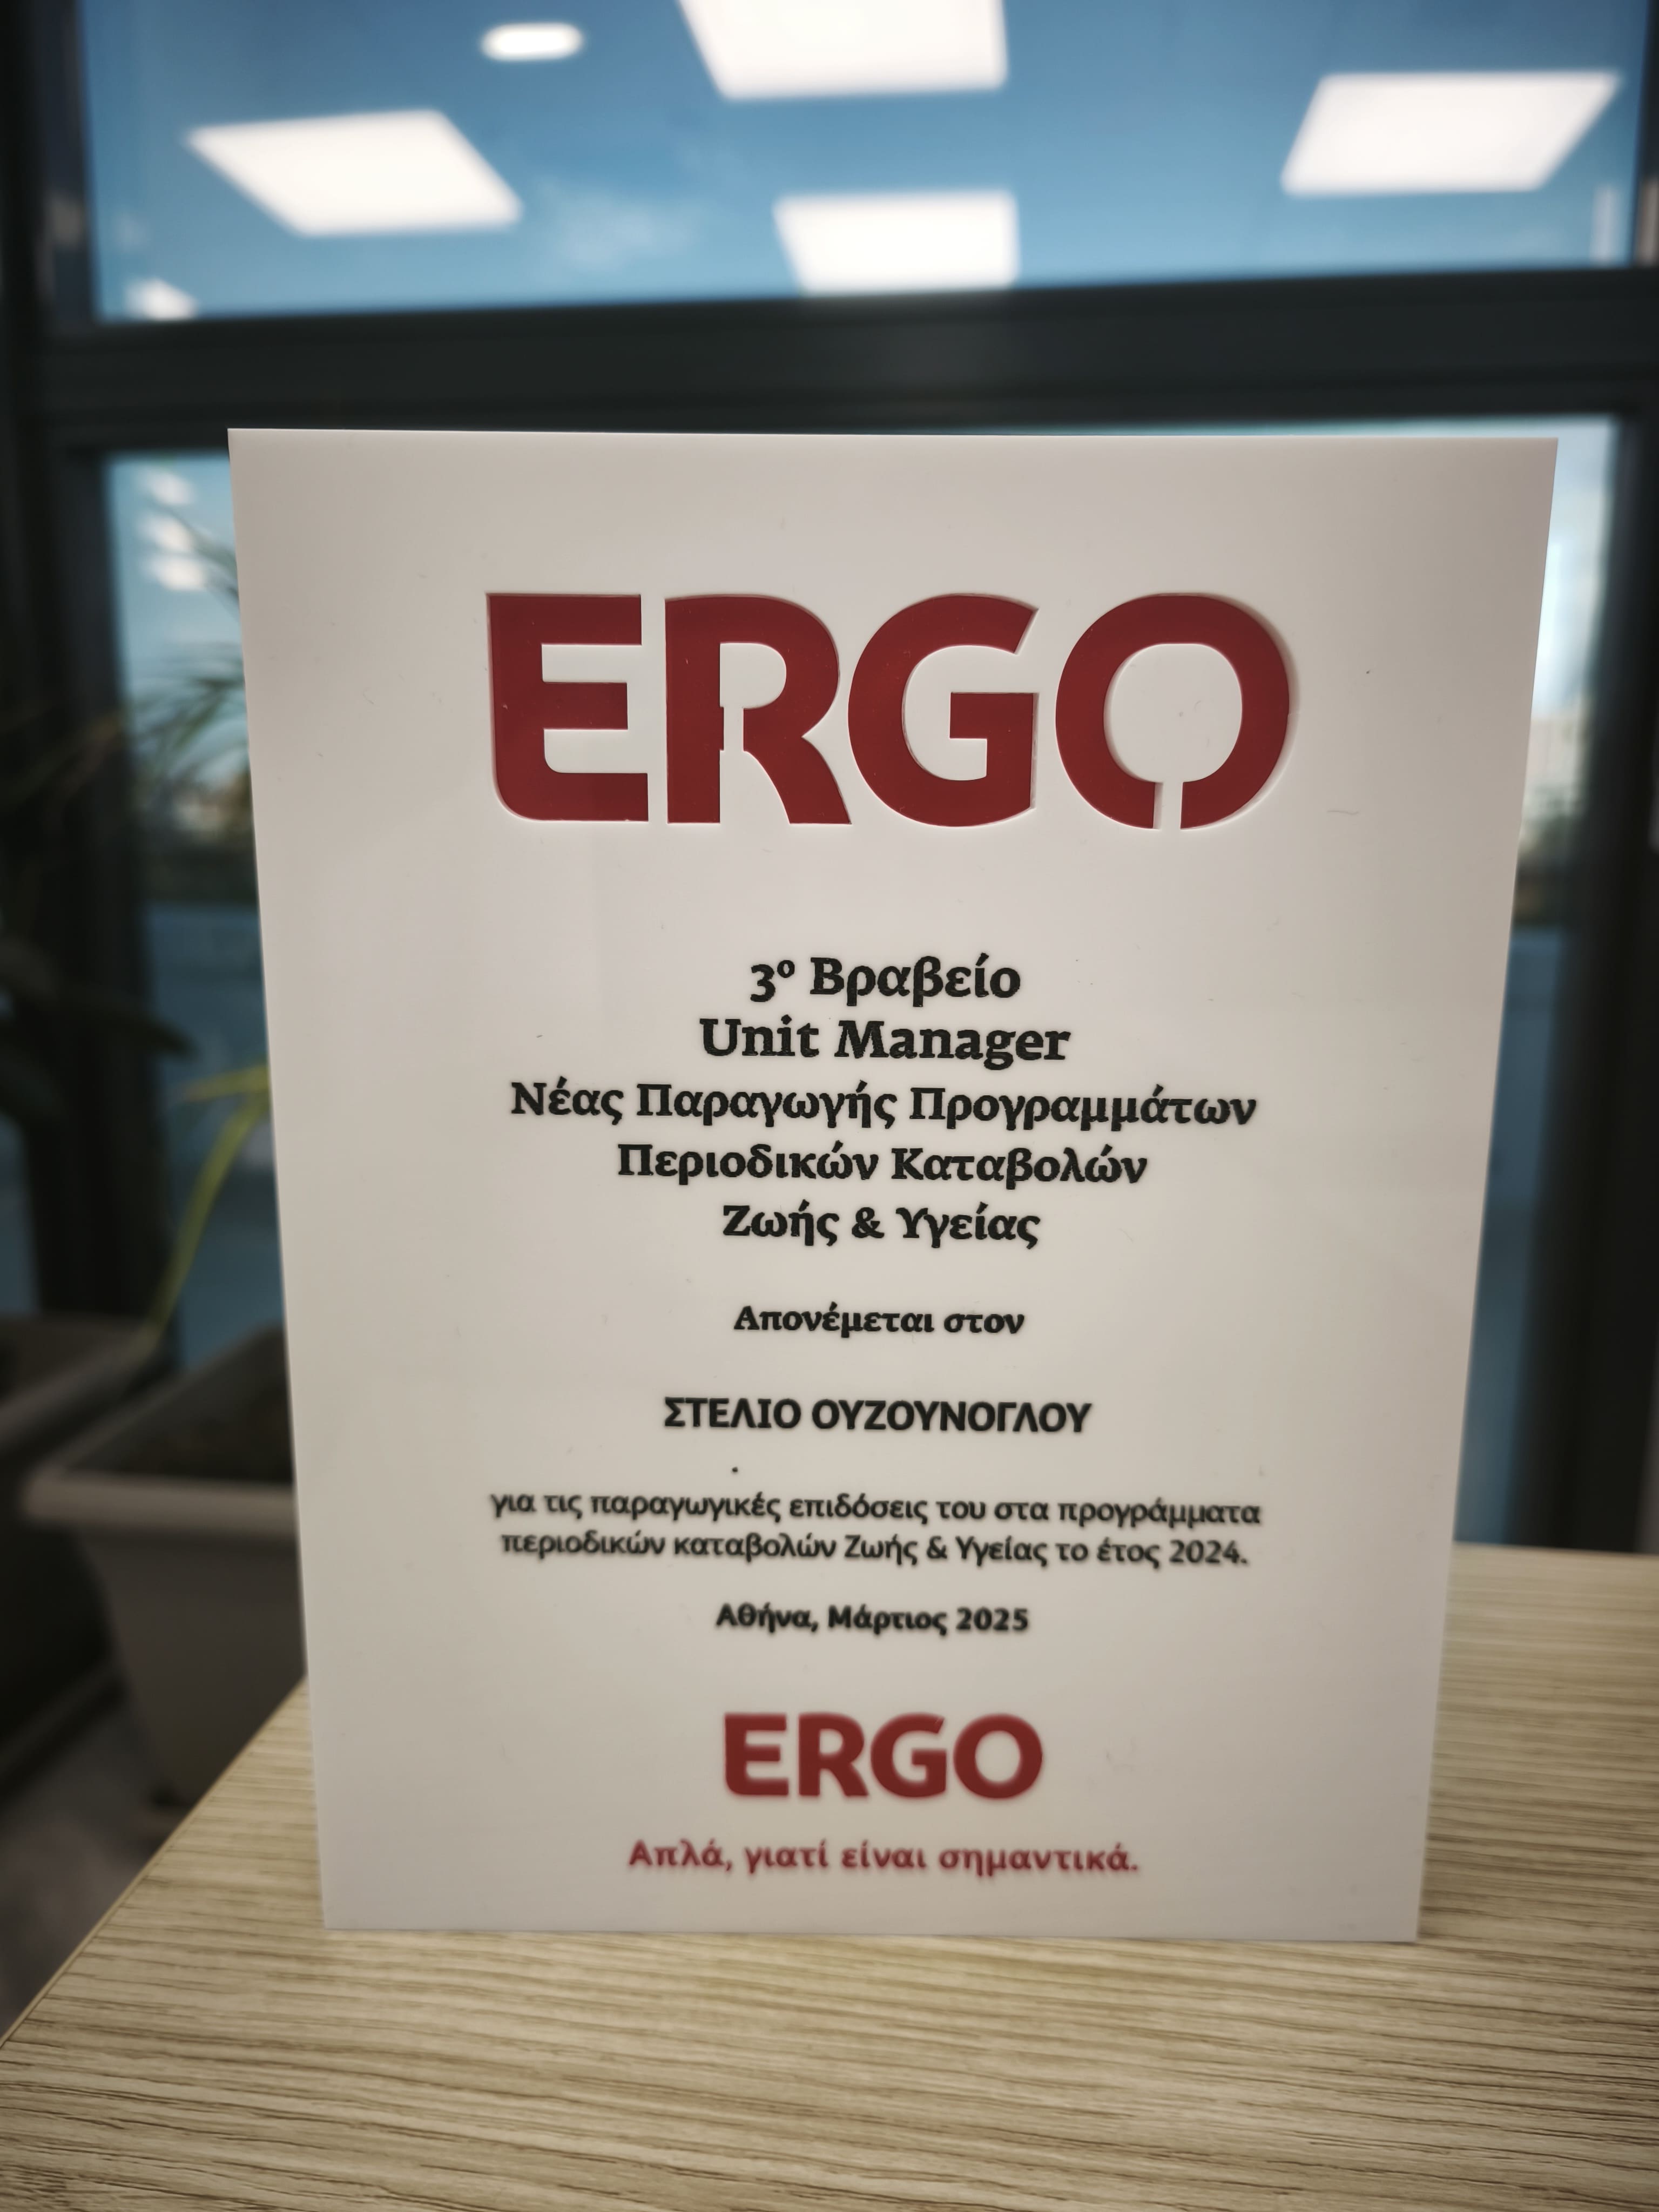 ERGO
3º Βραβείο
Unit Manager
Νέας Παραγωγής Προγραμμάτων
Περιοδικών Καταβολών
Ζωής & Υγείας
Απονέμεται στον
ΣΤΕΛΙΟ ΟΥΖΟΥΝΟΓΛΟΥ
για τις παραγωγικές επιδόσεις του στα προγράμματα
περιοδικών καταβολών Ζωής & Υγείας το έτος 2024.
Αθήνα, Μάρτιος 2025
ERGO
Απλά, γιατί είναι σημαντικά.